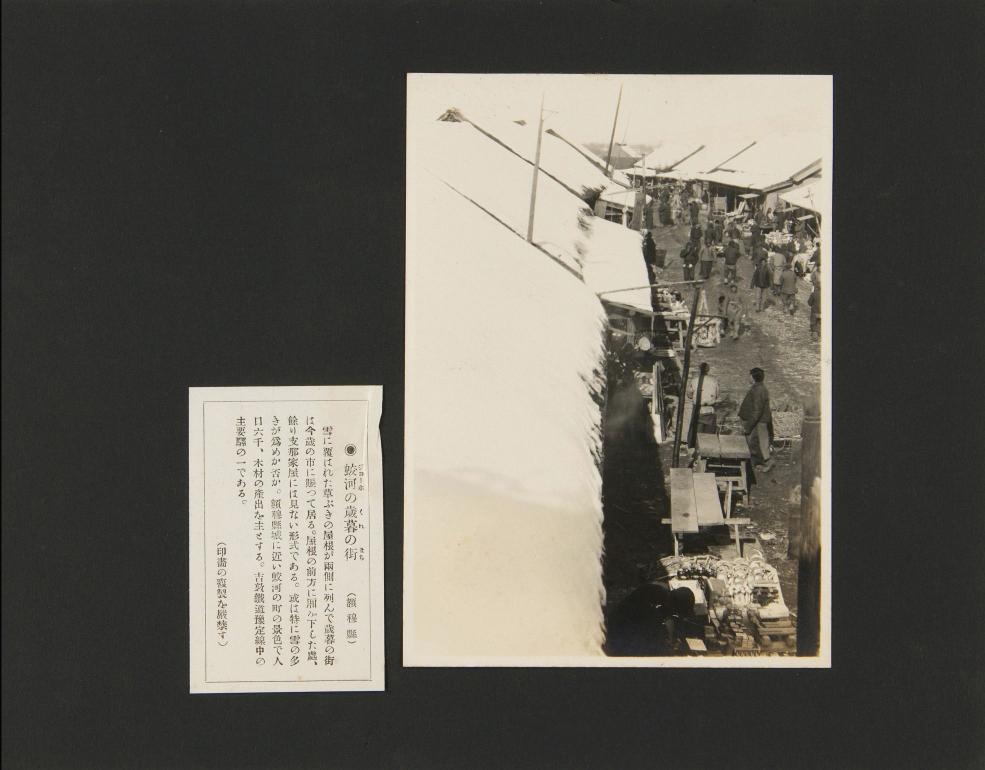 ◉蛟河の歳暮の街 （額穆縣）
雪に覆はれた草ぶきの屋根が兩側に列んで歳暮の街
は今歳の市に賑つて居る。屋根の前方に下した處、
餘り支那家屋には見ない形式である。或は特に雪の多
きが爲めか否か。額穆縣城に近い蛟河の町の景色で人
口六千、木材の產出を主とする。吉敦鐵道豫定線中の
主要驛の一である。
（印畵の複製を嚴禁す）